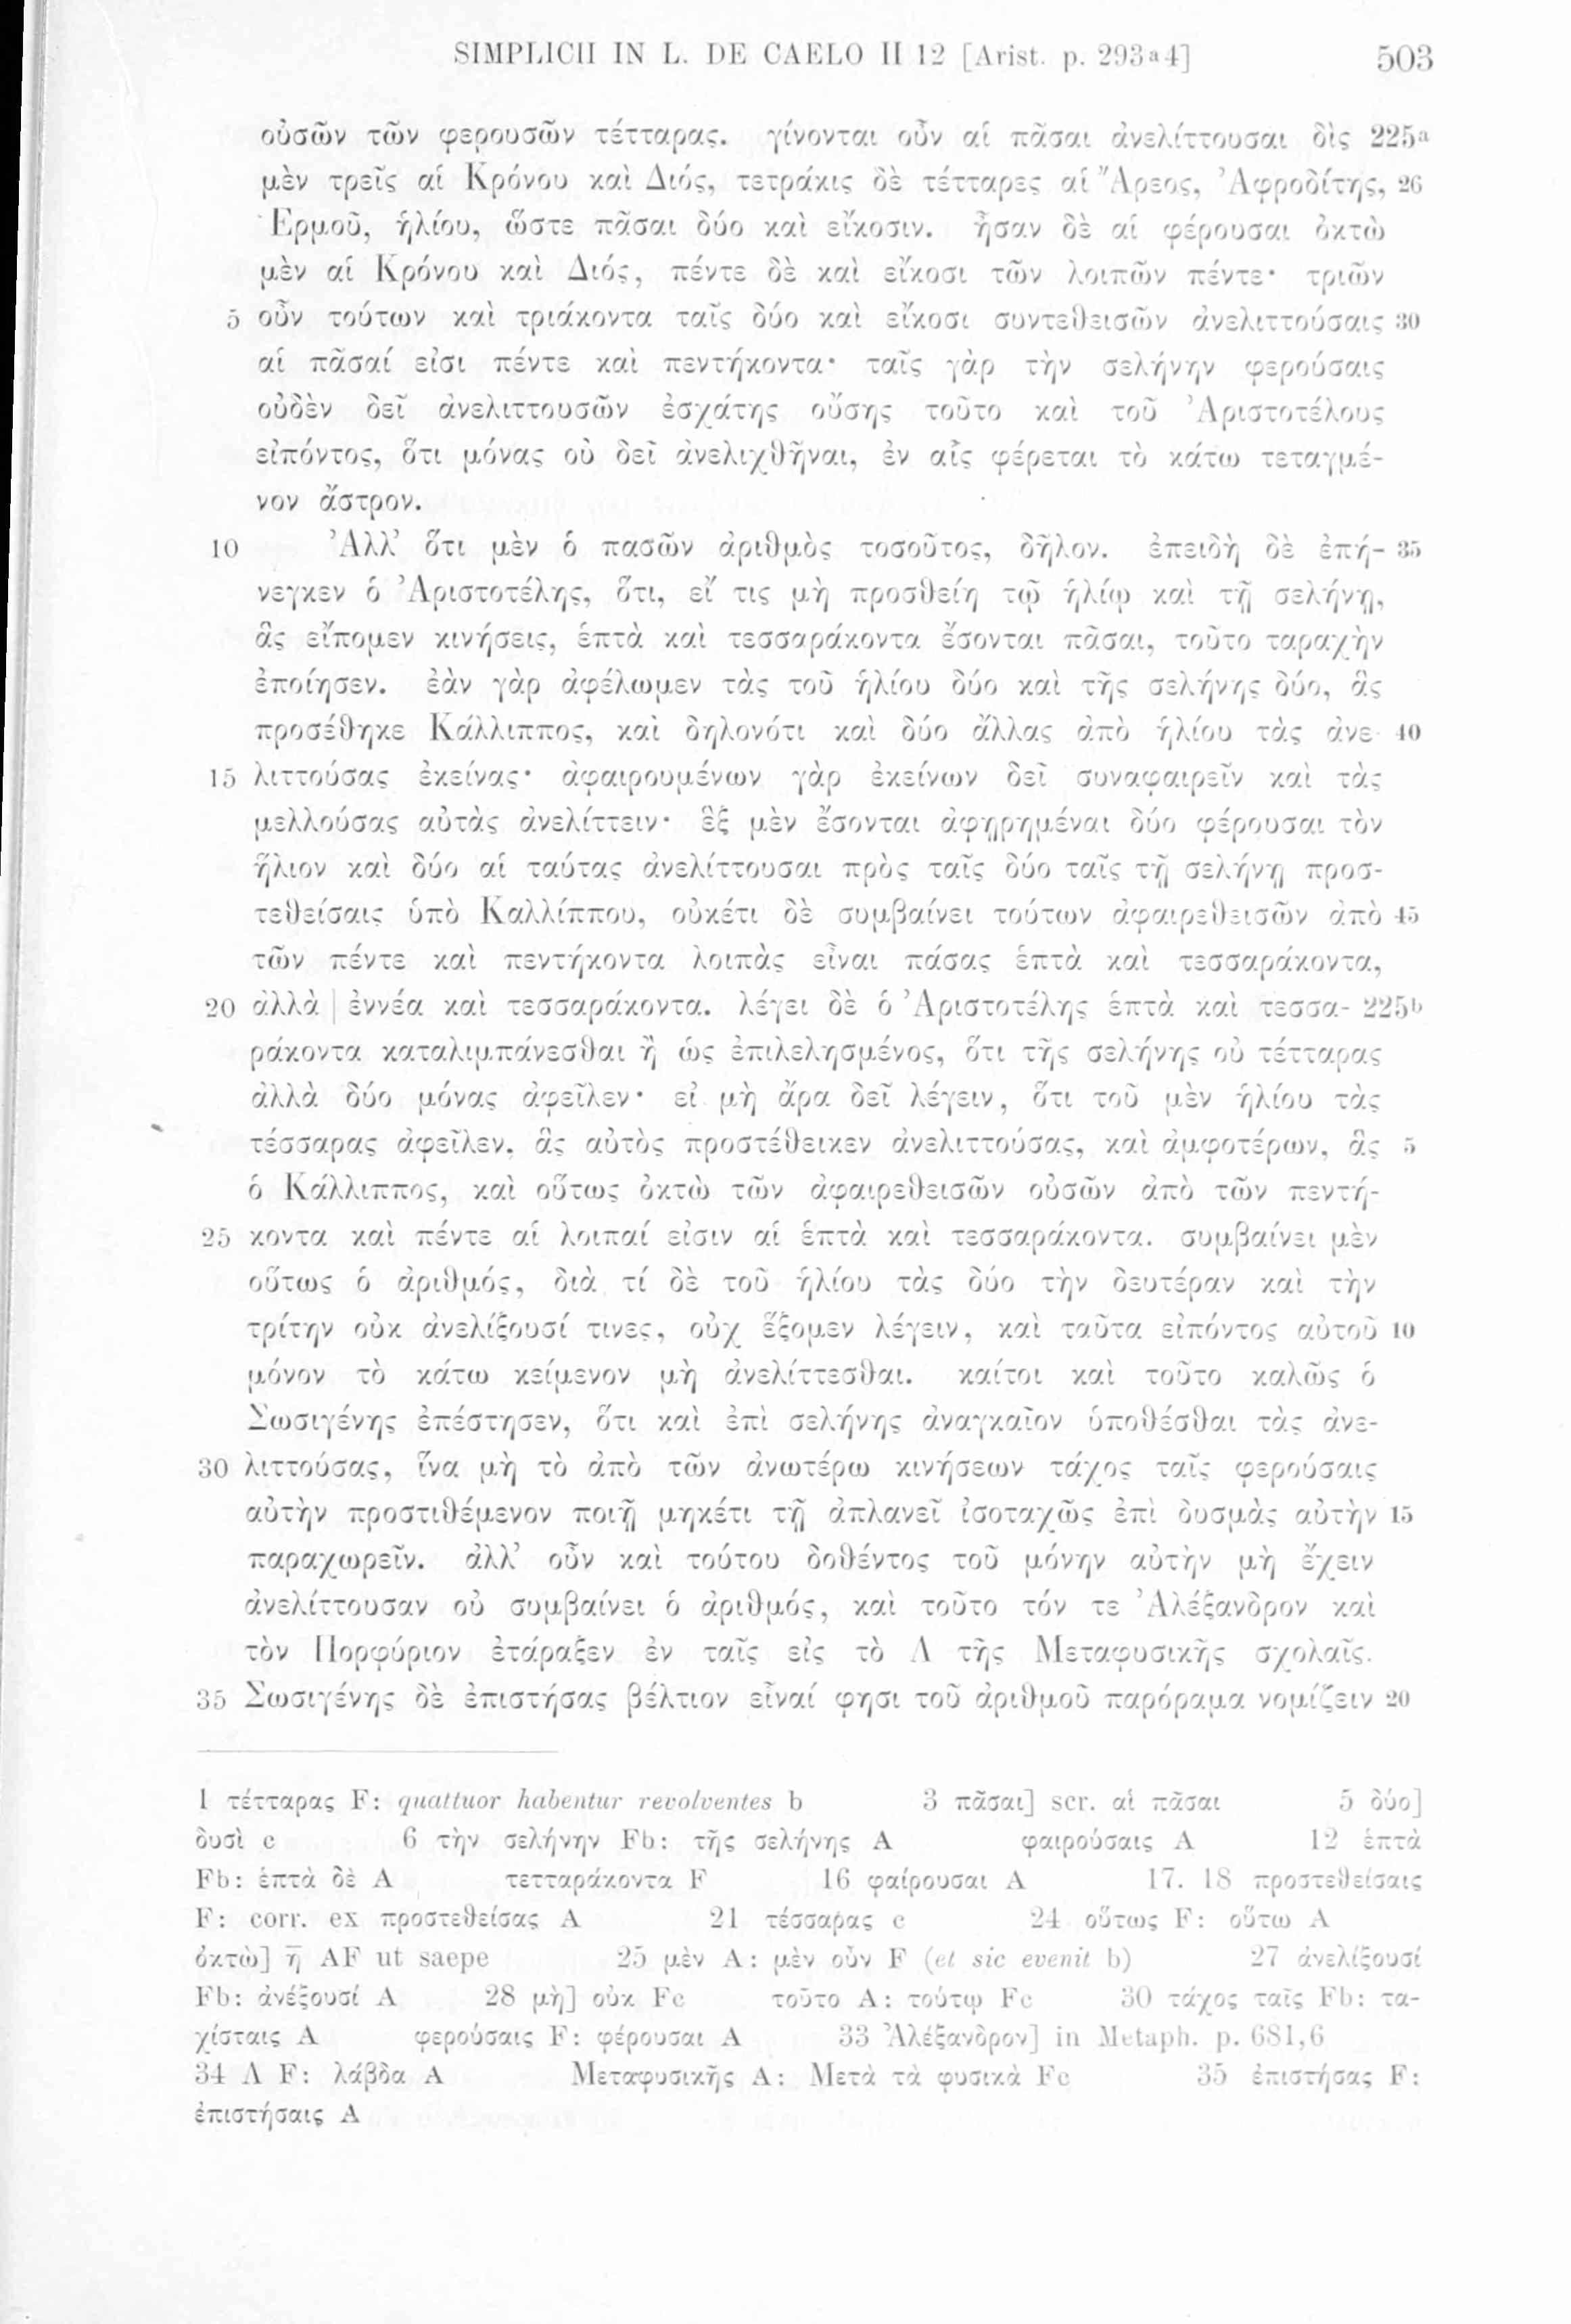 SIMPLICII IN L. DE CAELO II 12 [Arist. p. 293ᵃ4] 503
οὐσῶν τῶν φερουσῶν τέτταρας. γίνονται οὖν αἱ πᾶσαι ἀνελίττουσαι δὶς 225ᵃ
μὲν τρεῖς αἱ Κρόνου καὶ Διός, τετράκις δὲ τέτταρες αἱ Ἄρεος, Ἀφροδίτης, 26
Ἑρμοῦ, ἡλίου, ὥστε πᾶσαι δύο καὶ εἴκοσιν. ἦσαν δὲ αἱ φέρουσαι ὀκτὼ
μὲν αἱ Κρόνου καὶ Διός, πέντε δὲ καὶ εἴκοσι τῶν λοιπῶν πέντε· τριῶν
5 οὖν τούτων καὶ τριάκοντα ταῖς δύο καὶ εἴκοσι συντεθεισῶν ἀνελιττούσαις 30
αἱ πᾶσαί εἰσι πέντε καὶ πεντήκοντα· ταῖς γὰρ τὴν σελήνην φερούσαις
οὐδὲν δεῖ ἀνελιττουσῶν ἐσχάτης οὔσης τοῦτο καὶ τοῦ Ἀριστοτέλους
εἰπόντος, ὅτι μόνας οὐ δεῖ ἀνελιχθῆναι, ἐν αἷς φέρεται τὸ κάτω τεταγμέ-
νον ἄστρον.
10 Ἀλλ’ ὅτι μὲν ὁ πασῶν ἀριθμὸς τοσοῦτος, δῆλον. ἐπειδὴ δὲ ἐπή- 35
νεγκεν ὁ Ἀριστοτέλης, ὅτι, εἴ τις μὴ προσθείη τῷ ἡλίῳ καὶ τῇ σελήνῃ,
ἃς εἴπομεν κινήσεις, ἑπτὰ καὶ τεσσαράκοντα ἔσονται πᾶσαι, τοῦτο ταραχὴν
ἐποίησεν. ἐὰν γὰρ ἀφέλωμεν τὰς τοῦ ἡλίου δύο καὶ τῆς σελήνης δύο, ἃς
προσέθηκε Κάλλιππος, καὶ δηλονότι καὶ δύο ἄλλας ἀπὸ ἡλίου τὰς ἀνε- 40
15 λιττούσας ἐκείνας· ἀφαιρουμένων γὰρ ἐκείνων δεῖ συναφαιρεῖν καὶ τὰς
μελλούσας αὐτὰς ἀνελίττειν· ἓξ μὲν ἔσονται ἀφῃρημέναι δύο φέρουσαι τὸν
ἥλιον καὶ δύο αἱ ταύτας ἀνελίττουσαι πρὸς ταῖς δύο ταῖς τῇ σελήνῃ προσ-
τεθείσαις ὑπὸ Καλλίππου, οὐκέτι δὲ συμβαίνει τούτων ἀφαιρεθεισῶν ἀπὸ 45
τῶν πέντε καὶ πεντήκοντα λοιπὰς εἶναι πάσας ἑπτὰ καὶ τεσσαράκοντα,
20 ἀλλὰ | ἐννέα καὶ τεσσαράκοντα. λέγει δὲ ὁ Ἀριστοτέλης ἑπτὰ καὶ τεσσα- 225ᵇ
ράκοντα καταλιμπάνεσθαι ἢ ὡς ἐπιλελησμένος, ὅτι τῆς σελήνης οὐ τέτταρας
ἀλλὰ δύο μόνας ἀφεῖλεν· εἰ μὴ ἄρα δεῖ λέγειν, ὅτι τοῦ μὲν ἡλίου τὰς
τέσσαρας ἀφεῖλεν, ἃς αὐτὸς προστέθεικεν ἀνελιττούσας, καὶ ἀμφοτέρων, ἃς 5
ὁ Κάλλιππος, καὶ οὕτως ὀκτὼ τῶν ἀφαιρεθεισῶν οὐσῶν ἀπὸ τῶν πεντή-
25 κοντα καὶ πέντε αἱ λοιπαί εἰσιν αἱ ἑπτὰ καὶ τεσσαράκοντα. συμβαίνει μὲν
οὕτως ὁ ἀριθμός, διὰ τί δὲ τοῦ ἡλίου τὰς δύο τὴν δευτέραν καὶ τὴν
τρίτην οὐκ ἀνελίξουσί τινες, οὐχ ἕξομεν λέγειν, καὶ ταῦτα εἰπόντος αὐτοῦ 10
μόνον τὸ κάτω κείμενον μὴ ἀνελίττεσθαι. καίτοι καὶ τοῦτο καλῶς ὁ
Σωσιγένης ἐπέστησεν, ὅτι καὶ ἐπὶ σελήνης ἀναγκαῖον ὑποθέσθαι τὰς ἀνε-
30 λιττούσας, ἵνα μὴ τὸ ἀπὸ τῶν ἀνωτέρω κινήσεων τάχος ταῖς φερούσαις
αὐτὴν προστιθέμενον ποιῇ μηκέτι τῇ ἀπλανεῖ ἰσοταχῶς ἐπὶ δυσμὰς αὐτὴν 15
παραχωρεῖν. ἀλλ’ οὖν καὶ τούτου δοθέντος τοῦ μόνην αὐτὴν μὴ ἔχειν
ἀνελίττουσαν οὐ συμβαίνει ὁ ἀριθμός, καὶ τοῦτο τόν τε Ἀλέξανδρον καὶ
τὸν Πορφύριον ἐτάραξεν ἐν ταῖς εἰς τὸ Λ τῆς Μεταφυσικῆς σχολαῖς.
35 Σωσιγένης δὲ ἐπιστήσας βέλτιον εἶναί φησι τοῦ ἀριθμοῦ παρόραμα νομίζειν 20
1 τέτταρας F: quattuor habentur revolventes b 3 πᾶσαι] scr. αἱ πᾶσαι 5 δύο]
δυσὶ c 6 τὴν σελήνην Fb: τῆς σελήνης A φαιρούσαις A 12 ἑπτὰ
Fb: ἑπτὰ δὲ A τετταράκοντα F 16 φαίρουσαι A 17. 18 προστεθείσαις
F: corr. ex προστεθείσας A 21 τέσσαρας c 24 οὕτως F: οὕτω A
ὀκτὼ] η̅ AF ut saepe 25 μὲν A: μὲν οὖν F (et sic evenit b) 27 ἀνελίξουσί
Fb: ἀνέξουσί A 28 μὴ] οὐκ Fc τοῦτο A: τούτῳ Fc 30 τάχος ταῖς Fb: τα-
χίσταις A φερούσαις F: φέρουσαι A 33 Ἀλέξανδρον] in Metaph. p. 681,6
34 Λ F: λάβδα A Μεταφυσικῆς A: Μετὰ τὰ φυσικὰ Fc 35 ἐπιστήσας F:
ἐπιστήσαις A